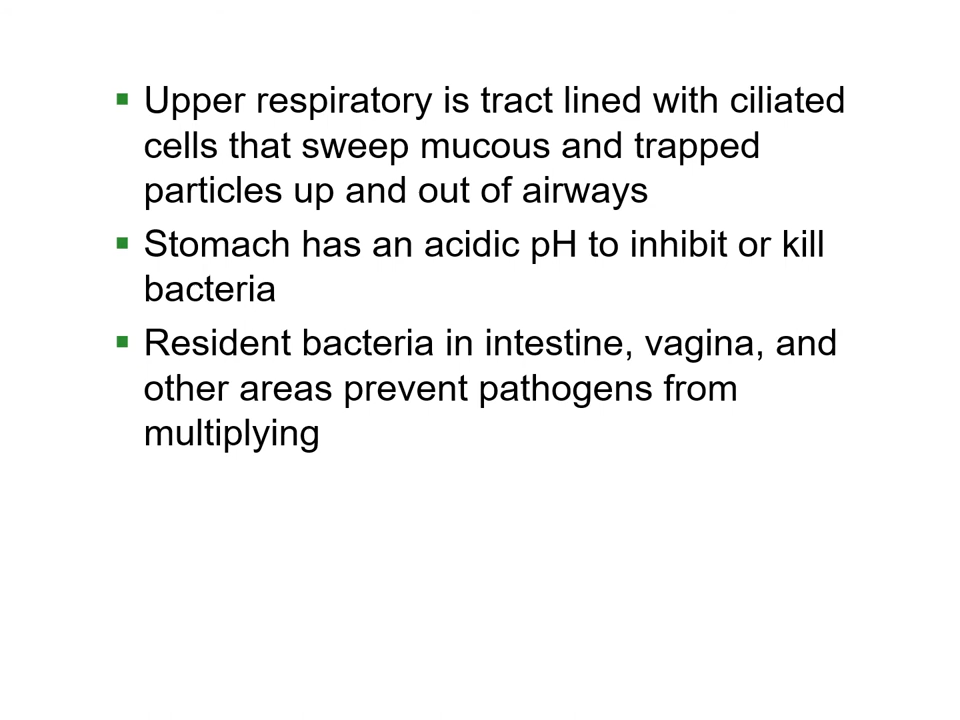 ▪ Upper respiratory is tract lined with ciliated
cells that sweep mucous and trapped
particles up and out of airways
▪ Stomach has an acidic pH to inhibit or kill
bacteria
▪ Resident bacteria in intestine, vagina, and
other areas prevent pathogens from
multiplying